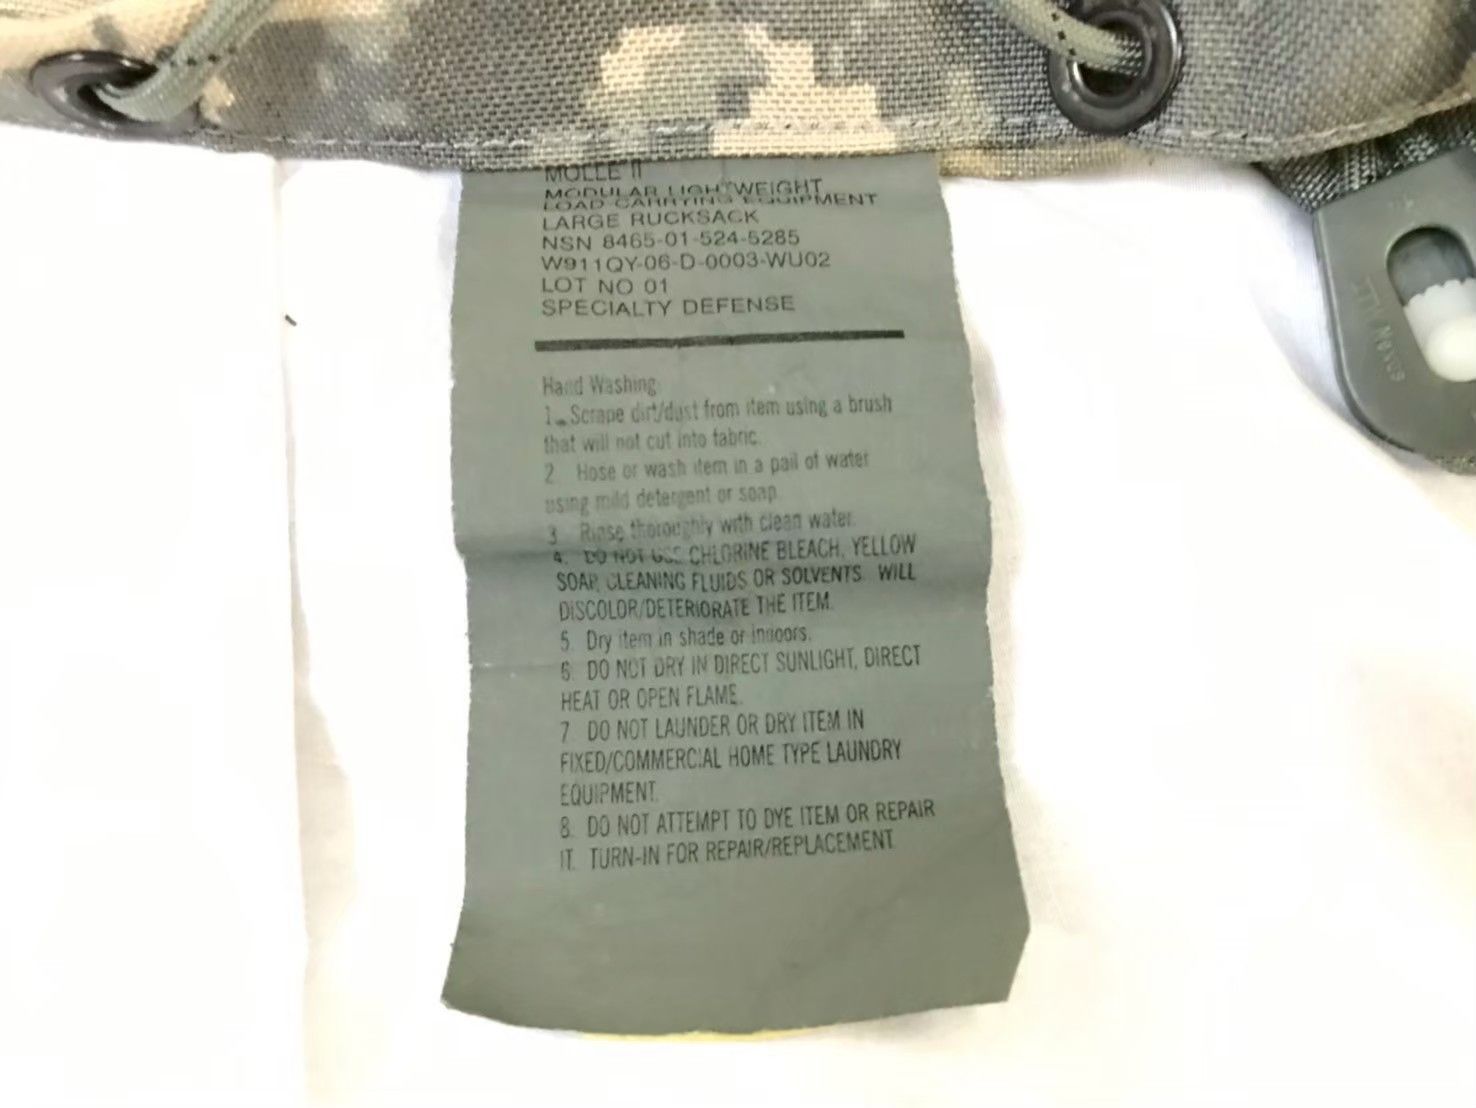 MOLLE II
MODULAR LIGHTWEIGHT
LOAD CARRYING EQUIPMENT
LARGE RUCKSACK
NSN 8465-01-524-5285
W911QY-06-D-0003-WU02
LOT NO 01
SPECIALTY DEFENSE
Hand Washing:
1. Scrape dirt/dust from item using a brush
that will not cut into fabric.
2. Hose or wash item in a pail of water
using mild detergent or soap.
3. Rinse thoroughly with clean water.
4. DO NOT USE CHLORINE BLEACH, YELLOW
SOAP, CLEANING FLUIDS OR SOLVENTS. WILL
DISCOLOR/DETERIORATE THE ITEM.
5. Dry item in shade or indoors.
6. DO NOT DRY IN DIRECT SUNLIGHT, DIRECT
HEAT OR OPEN FLAME.
7. DO NOT LAUNDER OR DRY ITEM IN
FIXED/COMMERCIAL HOME TYPE LAUNDRY
EQUIPMENT.
8. DO NOT ATTEMPT TO DYE ITEM OR REPAIR
IT. TURN-IN FOR REPAIR/REPLACEMENT.